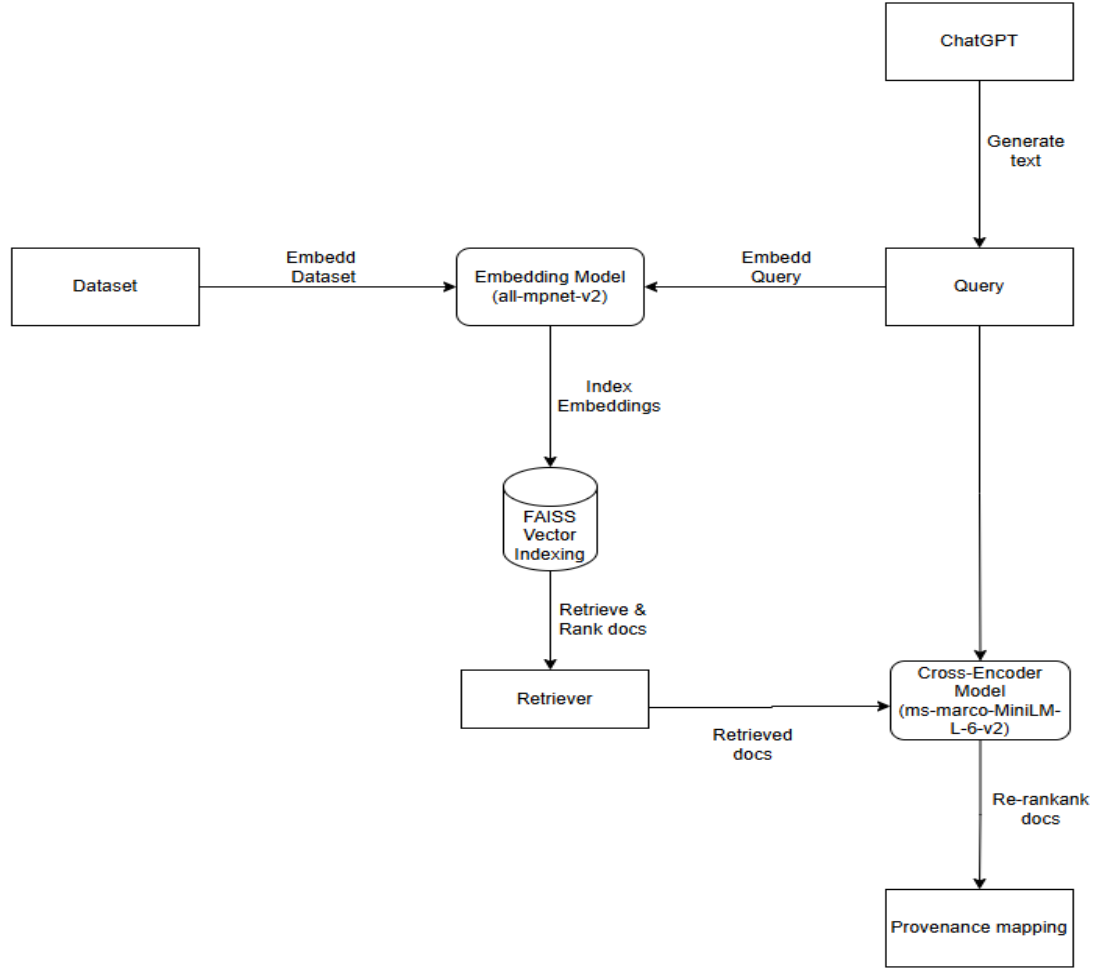 ChatGPT
Generate
text
Embedd
Dataset
Embedd
Query
Dataset
Embedding Model
(all-mpnet-v2)
Query
Index
Embeddings
FAISS
Vector
Indexing
Retrieve &
Rank docs
Retriever
Retrieved
docs
Cross-Encoder
Model
(ms-marco-MiniLM-
L-6-v2)
Re-rankank
docs
Provenance mapping